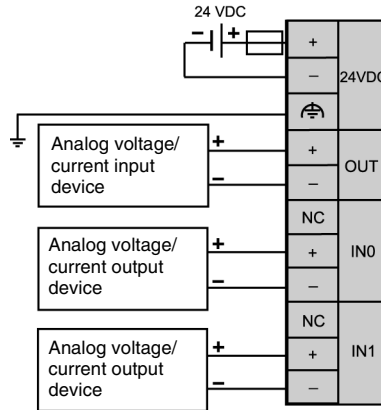 24 VDC
− + +
−
24VDC
Analog voltage/
current input
device
+ +
− −
OUT
NC
Analog voltage/
current output
device
+ +
− −
IN0
NC
Analog voltage/
current output
device
+ +
− −
IN1